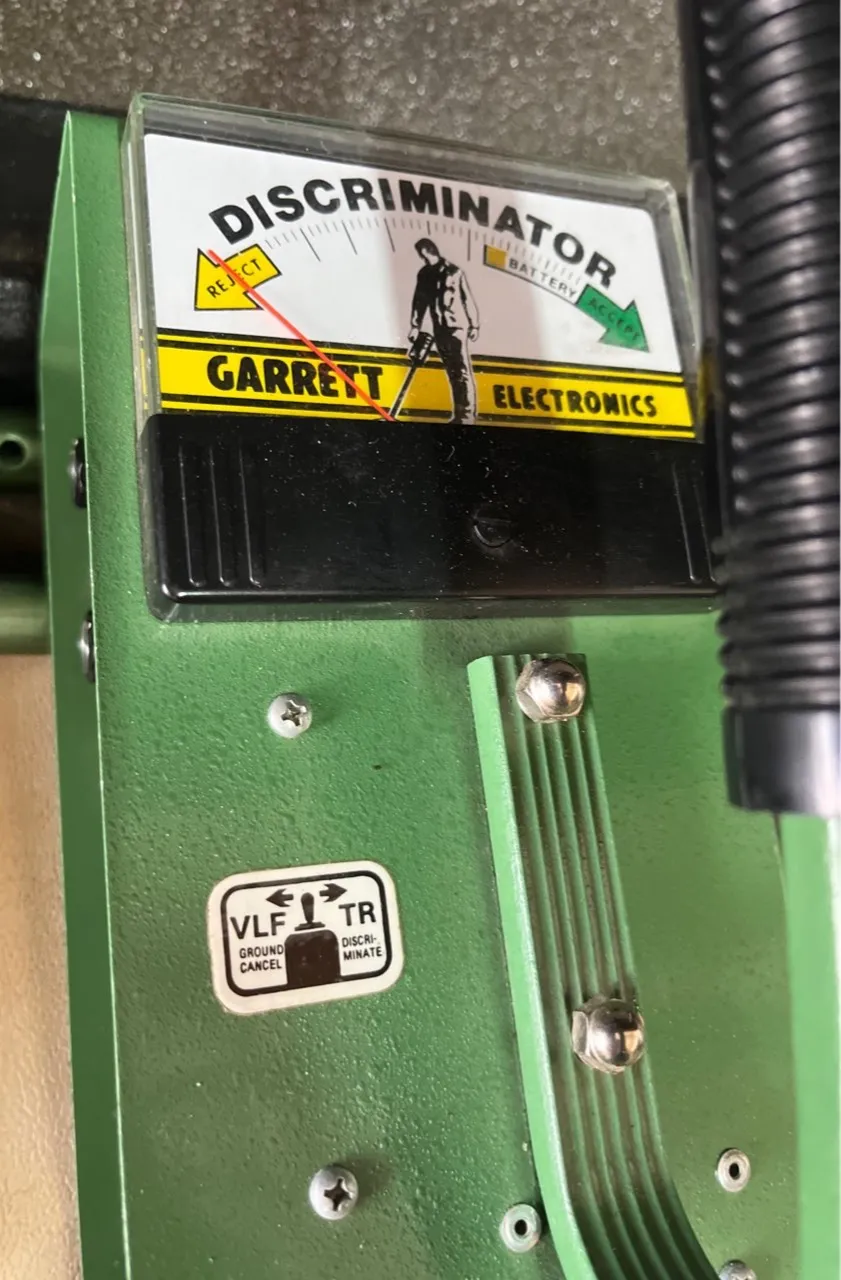 DISCRIMINATOR
REJECT
BATTERY
ACCEPT
GARRETT ELECTRONICS
VLF TR
GROUND CANCEL
DISCRI-
MINATE